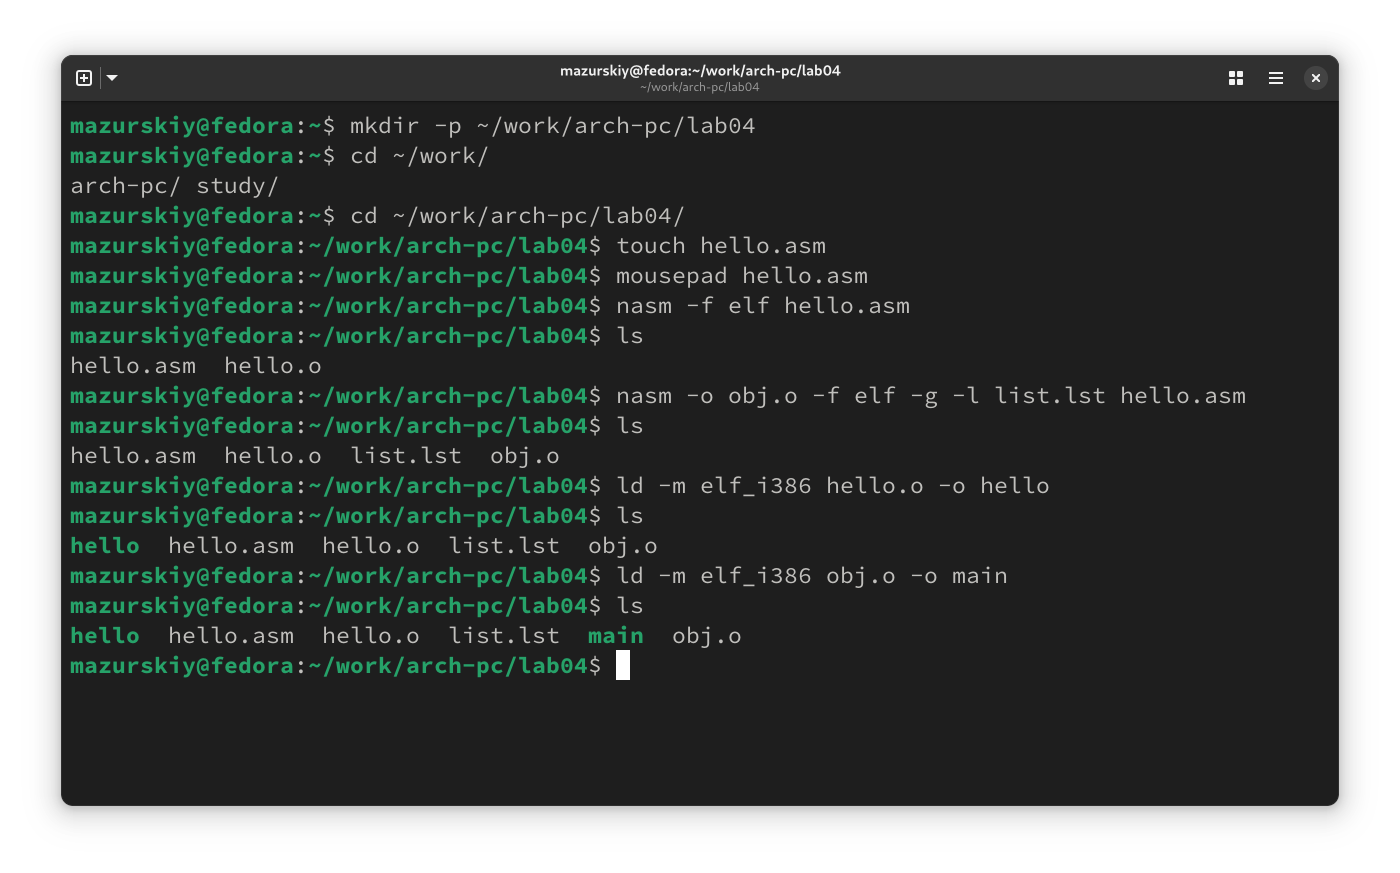 mazurskiy@fedora:~/work/arch-pc/lab04
~/work/arch-pc/lab04
mazurskiy@fedora:~$ mkdir -p ~/work/arch-pc/lab04
mazurskiy@fedora:~$ cd ~/work/
arch-pc/ study/
mazurskiy@fedora:~$ cd ~/work/arch-pc/lab04/
mazurskiy@fedora:~/work/arch-pc/lab04$ touch hello.asm
mazurskiy@fedora:~/work/arch-pc/lab04$ mousepad hello.asm
mazurskiy@fedora:~/work/arch-pc/lab04$ nasm -f elf hello.asm
mazurskiy@fedora:~/work/arch-pc/lab04$ ls
hello.asm  hello.o
mazurskiy@fedora:~/work/arch-pc/lab04$ nasm -o obj.o -f elf -g -l list.lst hello.asm
mazurskiy@fedora:~/work/arch-pc/lab04$ ls
hello.asm  hello.o  list.lst  obj.o
mazurskiy@fedora:~/work/arch-pc/lab04$ ld -m elf_i386 hello.o -o hello
mazurskiy@fedora:~/work/arch-pc/lab04$ ls
hello  hello.asm  hello.o  list.lst  obj.o
mazurskiy@fedora:~/work/arch-pc/lab04$ ld -m elf_i386 obj.o -o main
mazurskiy@fedora:~/work/arch-pc/lab04$ ls
hello  hello.asm  hello.o  list.lst  main  obj.o
mazurskiy@fedora:~/work/arch-pc/lab04$